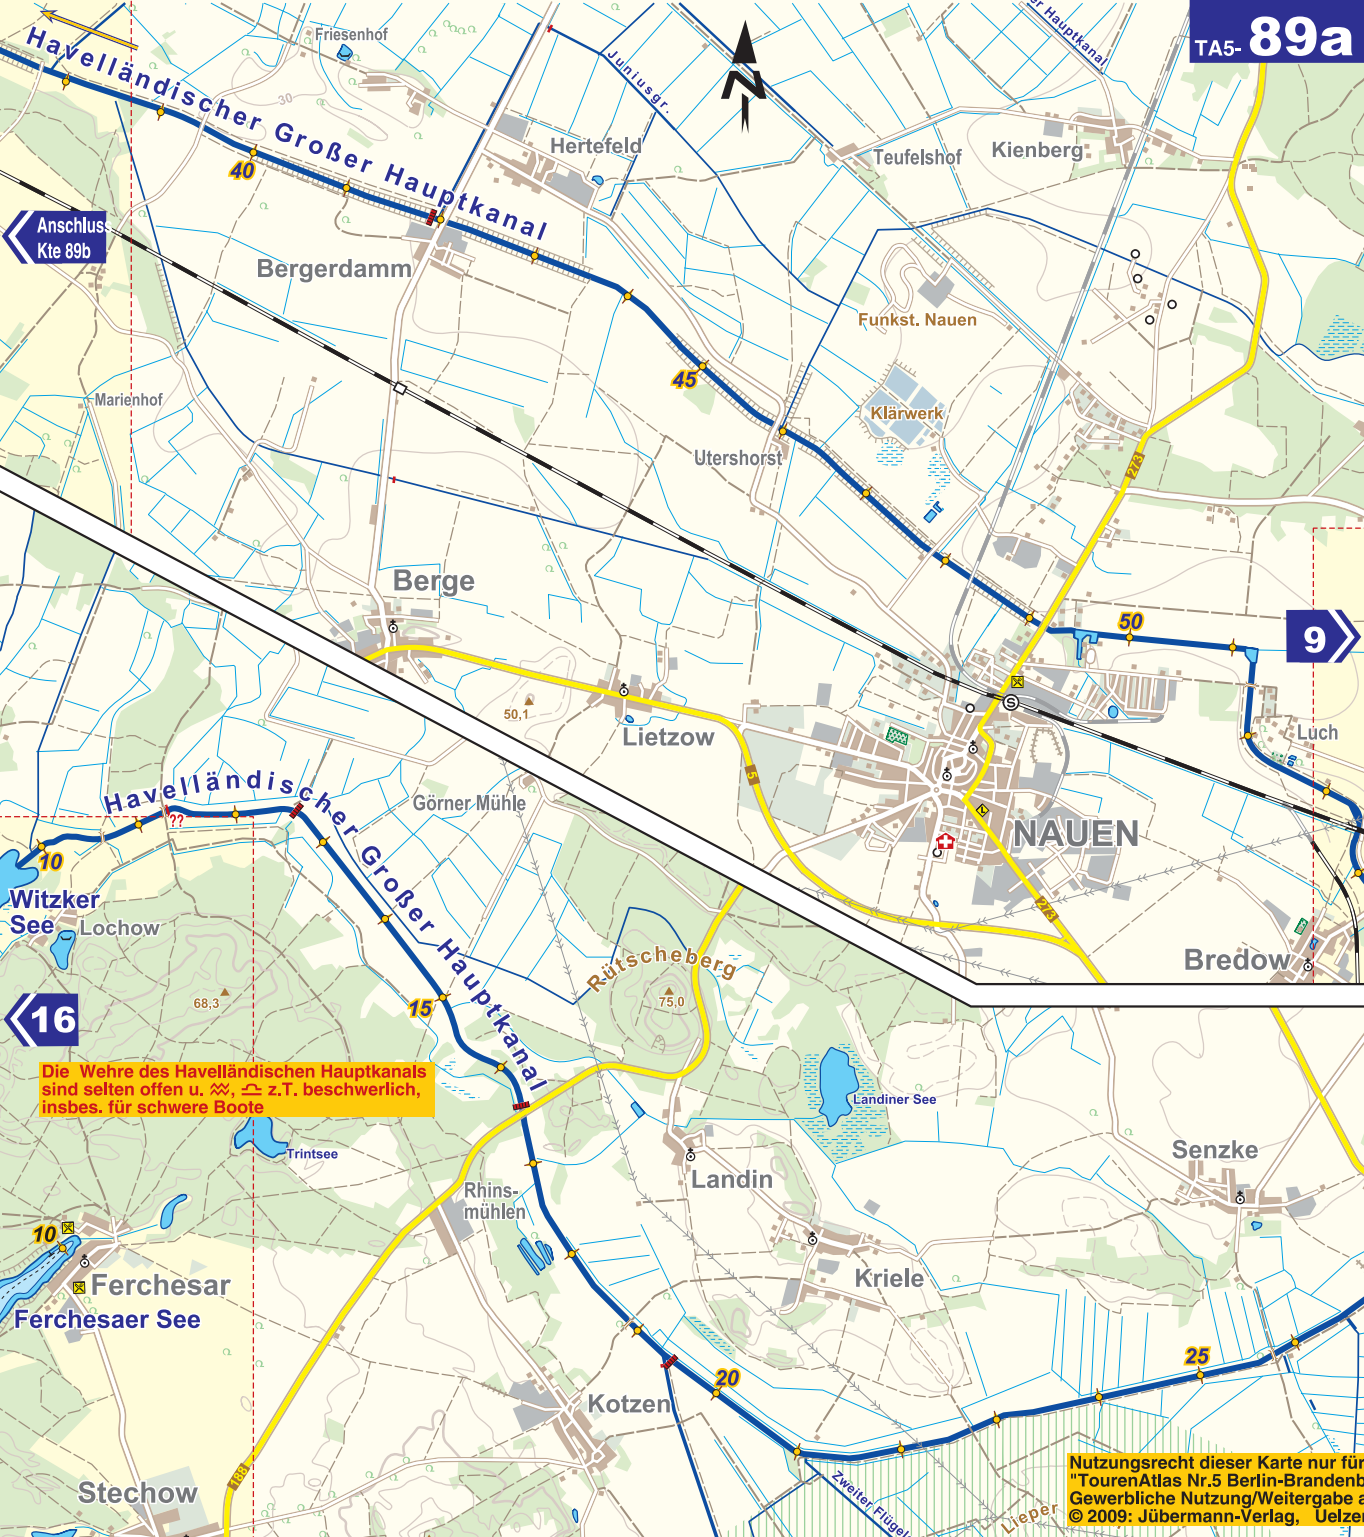 TA5- 89a
Havelländischer Großer Hauptkanal
Friesenhof
Juniusgr.
er Hauptkanal
30
Hertefeld
Teufelshof
Kienberg
40
Anschluss
Kte 89b
Bergerdamm
Funkst. Nauen
45
Marienhof
Klärwerk
Utershorst
273
Berge
50
9
50,1
Lietzow
S
Luch
5
Havelländischer Großer Hauptkanal
Görner Mühle
??
NAUEN
10
Witzker
See
Lochow
273
Bredow
Rütscheberg
68,3
75,0
15
16
Die Wehre des Havelländischen Hauptkanals
sind selten offen u. z.T. beschwerlich,
insbes. für schwere Boote
Landiner See
Trintsee
Senzke
Landin
Rhins-
mühlen
10
Kriele
Ferchesar
Ferchesaer See
25
20
Kotzen
188
Stechow
Zweiter Flügel
Lieper
Nutzungsrecht dieser Karte nur für
"TourenAtlas Nr.5 Berlin-Brandenb
Gewerbliche Nutzung/Weitergabe a
© 2009: Jübermann-Verlag, Uelze